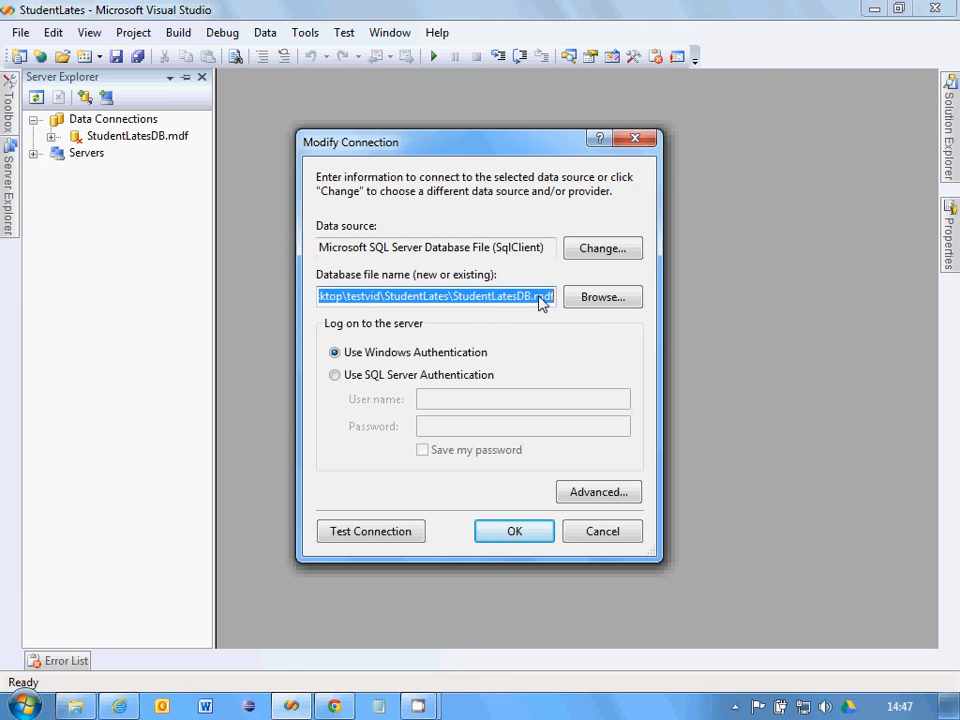 StudentLates - Microsoft Visual Studio
File Edit View Project Build Debug Data Tools Test Window Help
Server Explorer
Data Connections
StudentLatesDB.mdf
Servers
Toolbox
Server Explorer
Solution Explorer
Properties
Modify Connection
Enter information to connect to the selected data source or click
"Change" to choose a different data source and/or provider.
Data source:
Microsoft SQL Server Database File (SqlClient)
Change...
Database file name (new or existing):
ktop\testvid\StudentLates\StudentLatesDB.mdf
Browse...
Log on to the server
Use Windows Authentication
Use SQL Server Authentication
User name:
Password:
Save my password
Advanced...
Test Connection OK Cancel
Error List
Ready
14:47